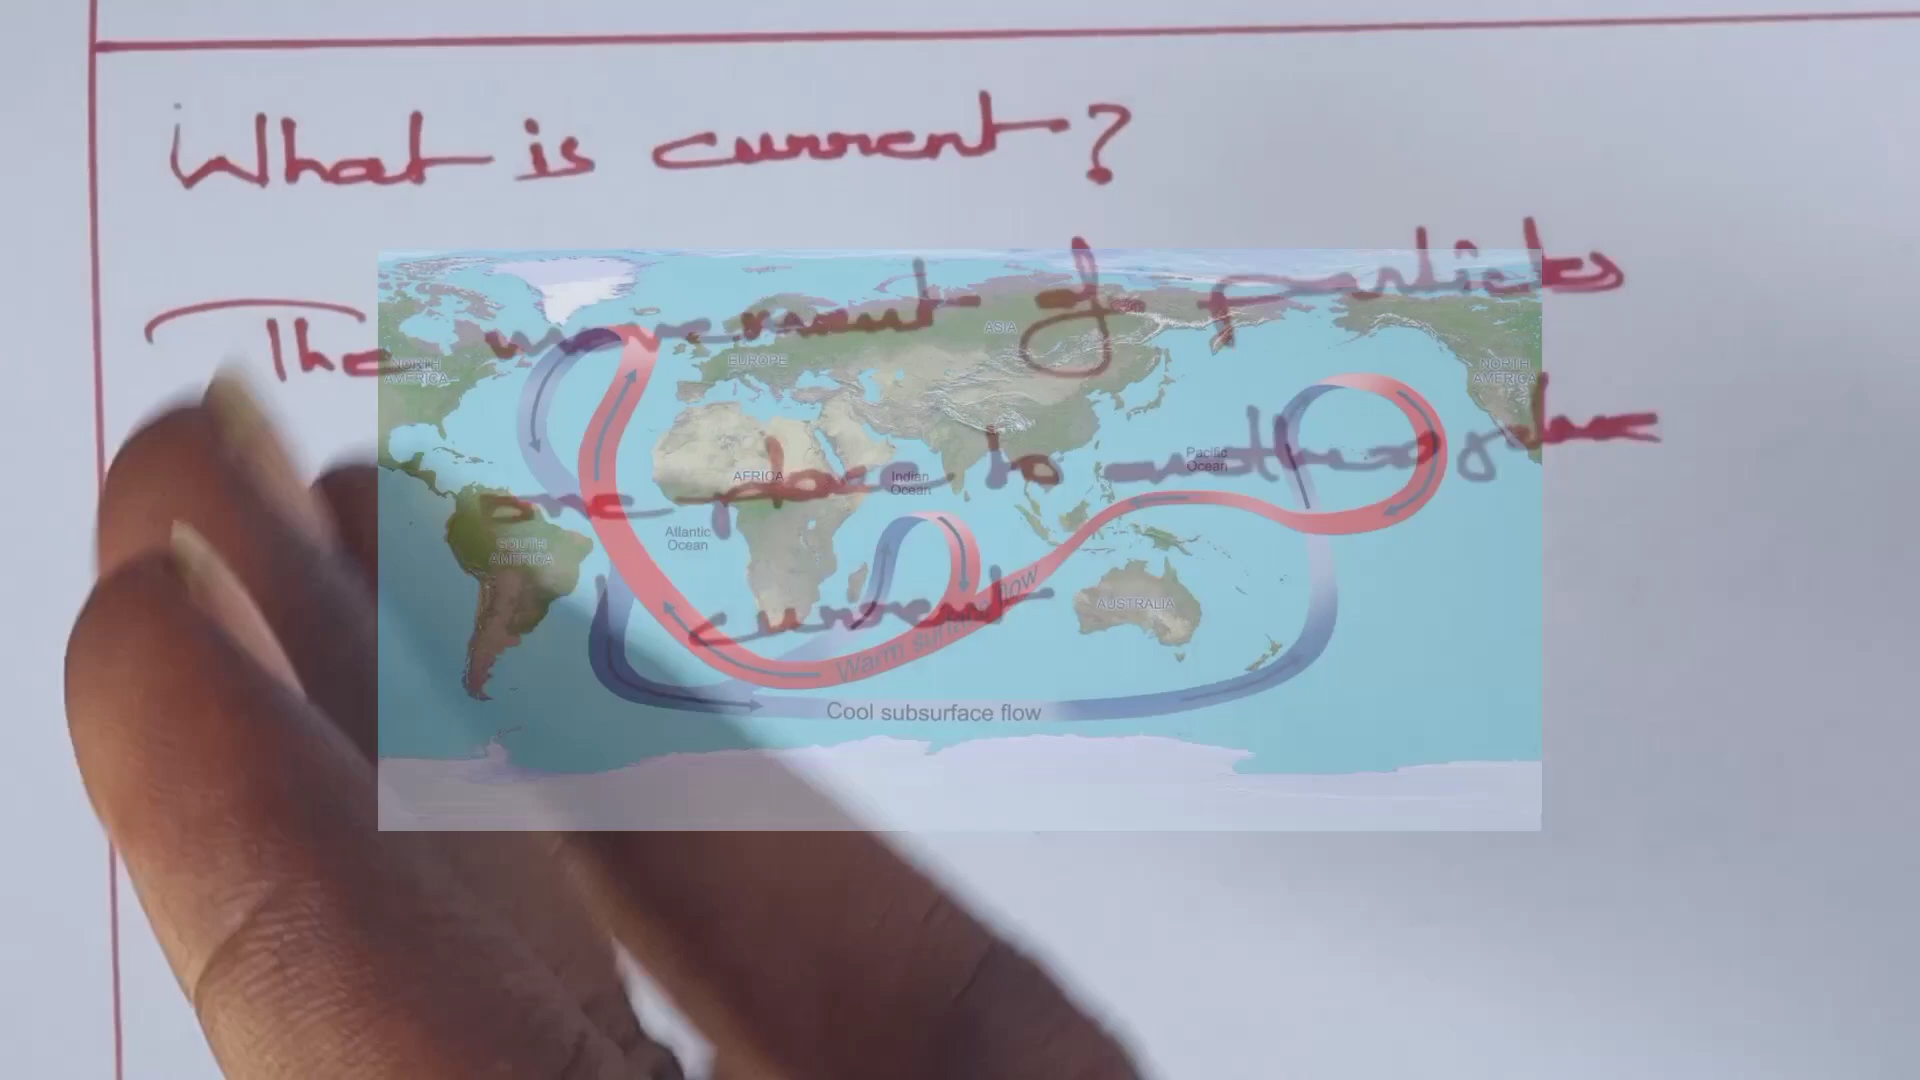 What is current?
The movement of particles
one place to another place
current
NORTH
AMERICA
EUROPE
ASIA
NORTH
AMERICA
AFRICA
Indian
Ocean
Pacific
Ocean
Atlantic
Ocean
SOUTH
AMERICA
AUSTRALIA
Warm surface flow
Cool subsurface flow